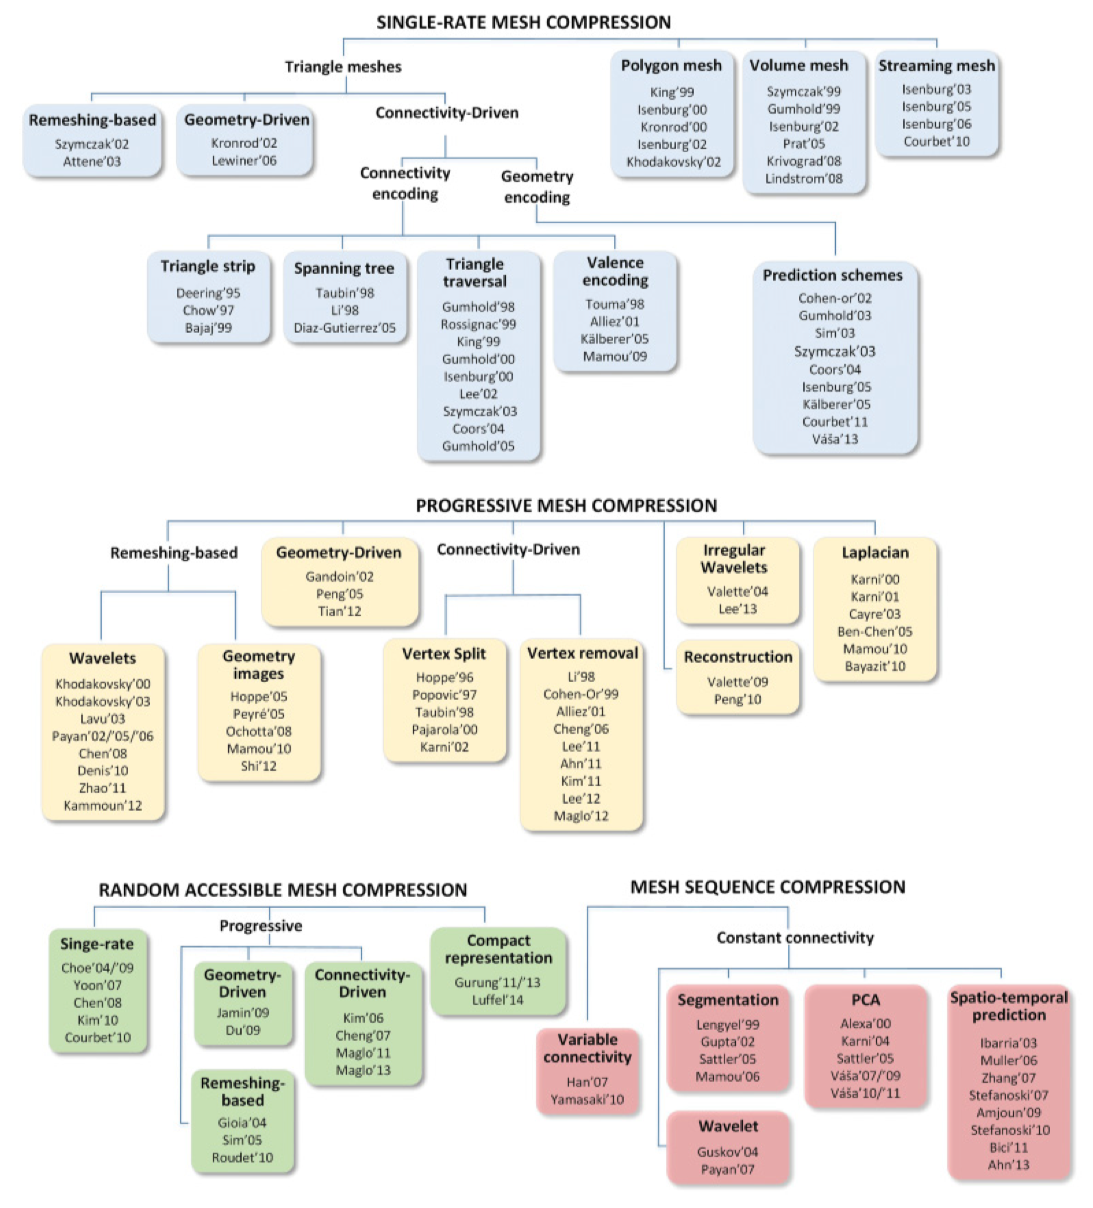 SINGLE-RATE MESH COMPRESSION
Triangle meshes
Remeshing-based
Szymczak'02
Attene'03
Geometry-Driven
Kronrod'02
Lewiner'06
Connectivity-Driven
Polygon mesh
King'99
Isenburg'00
Kronrod'00
Isenburg'02
Khodakovsky'02
Volume mesh
Szymczak'99
Gumhold'99
Isenburg'02
Prat'05
Krivograd'08
Lindstrom'08
Streaming mesh
Isenburg'03
Isenburg'05
Isenburg'06
Courbet'10
Connectivity
encoding
Geometry
encoding
Triangle strip
Deering'95
Chow'97
Bajaj'99
Spanning tree
Taubin'98
Li'98
Diaz-Gutierrez'05
Triangle
traversal
Gumhold'98
Rossignac'99
King'99
Gumhold'00
Isenburg'00
Lee'02
Szymczak'03
Coors'04
Gumhold'05
Valence
encoding
Touma'98
Alliez'01
Kälberer'05
Mamou'09
Prediction schemes
Cohen-or'02
Gumhold'03
Sim'03
Szymczak'03
Coors'04
Isenburg'05
Kälberer'05
Courbet'11
Váša'13
PROGRESSIVE MESH COMPRESSION
Remeshing-based
Wavelets
Khodakovsky'00
Khodakovsky'03
Lavu'03
Payan'02/'05/'06
Chen'08
Denis'10
Zhao'11
Kammoun'12
Geometry
images
Hoppe'05
Peyré'05
Ochotta'08
Mamou'10
Shi'12
Geometry-Driven
Gandoin'02
Peng'05
Tian'12
Connectivity-Driven
Vertex Split
Hoppe'96
Popovic'97
Taubin'98
Pajarola'00
Karni'02
Vertex removal
Li'98
Cohen-Or'99
Alliez'01
Cheng'06
Lee'11
Ahn'11
Kim'11
Lee'12
Maglo'12
Irregular
Wavelets
Valette'04
Lee'13
Reconstruction
Valette'09
Peng'10
Laplacian
Karni'00
Karni'01
Cayre'03
Ben-Chen'05
Mamou'10
Bayazit'10
RANDOM ACCESSIBLE MESH COMPRESSION
Singe-rate
Choe'04/'09
Yoon'07
Chen'08
Kim'10
Courbet'10
Progressive
Geometry-
Driven
Jamin'09
Du'09
Connectivity-
Driven
Kim'06
Cheng'07
Maglo'11
Maglo'13
Remeshing-
based
Gioia'04
Sim'05
Roudet'10
Compact
representation
Gurung'11/'13
Luffel'14
MESH SEQUENCE COMPRESSION
Variable
connectivity
Han'07
Yamasaki'10
Constant connectivity
Segmentation
Lengyel'99
Gupta'02
Sattler'05
Mamou'06
Wavelet
Guskov'04
Payan'07
PCA
Alexa'00
Karni'04
Sattler'05
Váša'07/'09
Váša'10/'11
Spatio-temporal
prediction
Ibarria'03
Muller'06
Zhang'07
Stefanoski'07
Amjoun'09
Stefanoski'10
Bici'11
Ahn'13